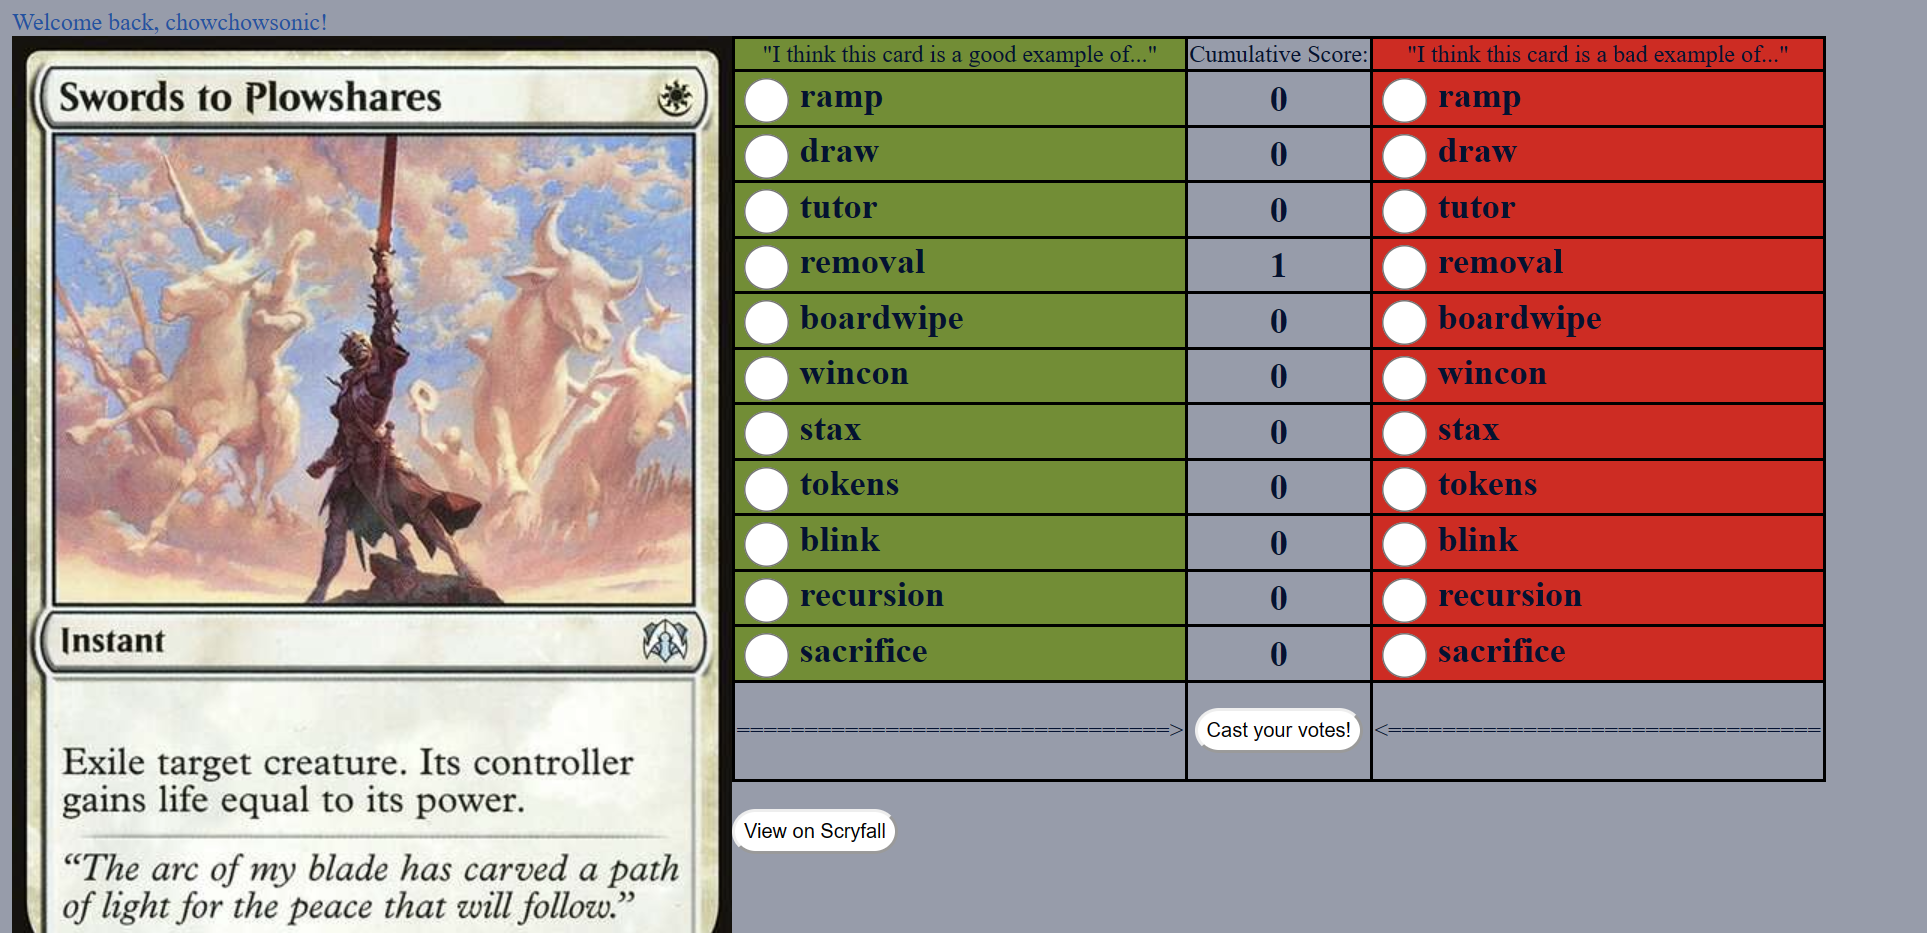 Welcome back, chowchowsonic!
Swords to Plowshares
Instant
Exile target creature. Its controller
gains life equal to its power.
“The arc of my blade has carved a path
of light for the peace that will follow.”
"I think this card is a good example of..." Cumulative Score: "I think this card is a bad example of..."
ramp 0 ramp
draw 0 draw
tutor 0 tutor
removal 1 removal
boardwipe 0 boardwipe
wincon 0 wincon
stax 0 stax
tokens 0 tokens
blink 0 blink
recursion 0 recursion
sacrifice 0 sacrifice
================================> Cast your votes! <================================
View on Scryfall